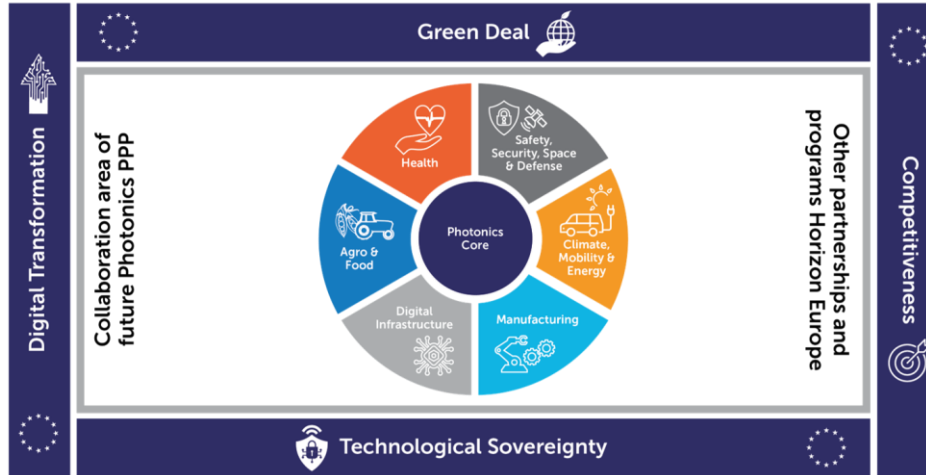 Green Deal
Digital Transformation
Collaboration area of
future Photonics PPP
Health
Safety,
Security, Space
& Defense
Agro &
Food
Photonics
Core
Climate,
Mobility &
Energy
Digital
Infrastructure
Manufacturing
Other partnerships and
programs Horizon Europe
Competitiveness
Technological Sovereignty